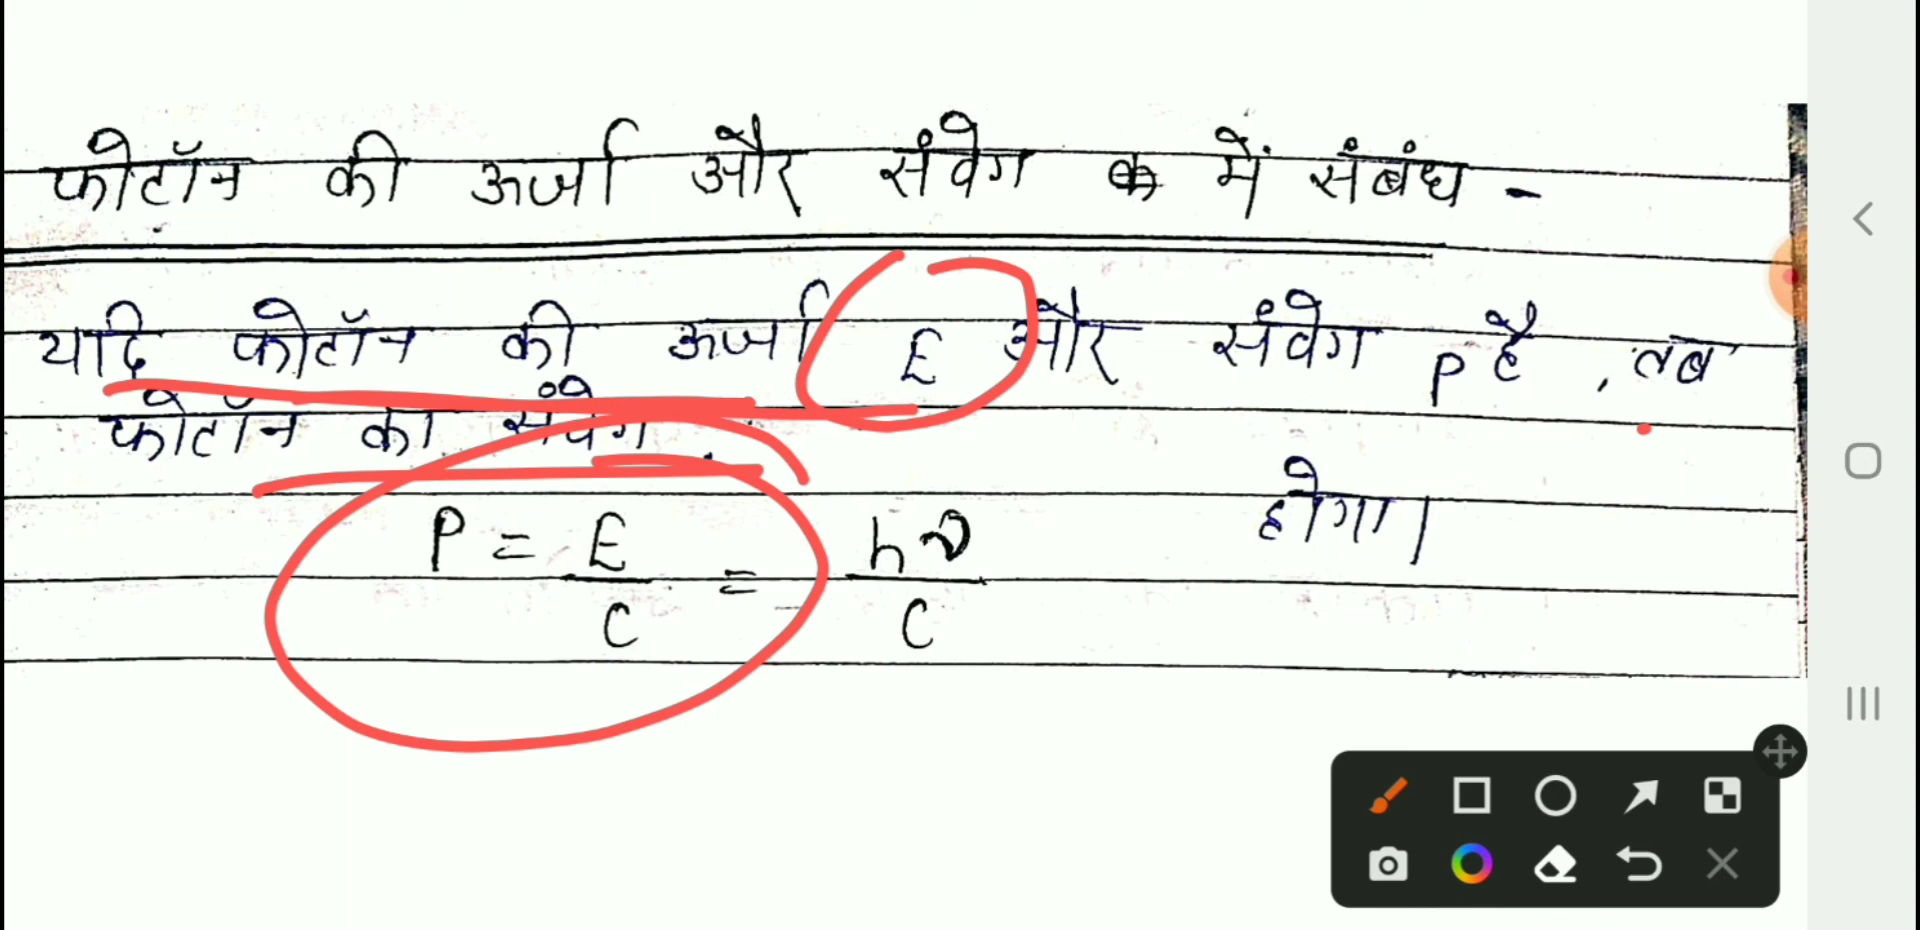 फोटॉन की ऊर्जा और संवेग में संबंध -
यदि फोटॉन की ऊर्जा E और संवेग P है , तब
फोटॉन का संवेग
P = E/C = hν/C होगा।